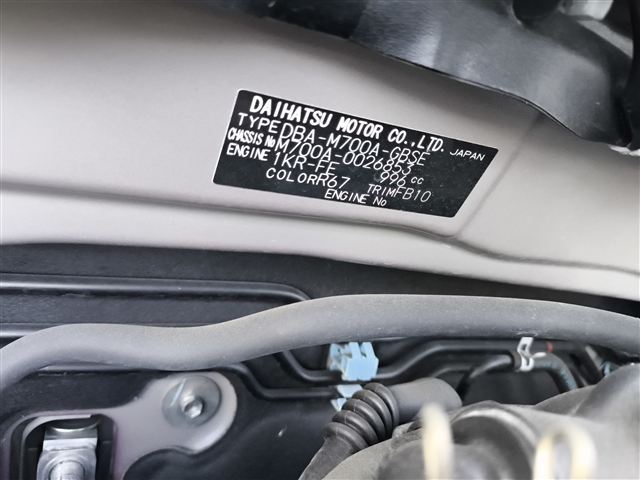 DAIHATSU MOTOR CO.,LTD. JAPAN
TYPE DBA-M700A-GBSE
CHASSIS No M700A-0026853
ENGINE 1KR-FE 996 cc
COLOR R67 TRIM FB10
ENGINE No